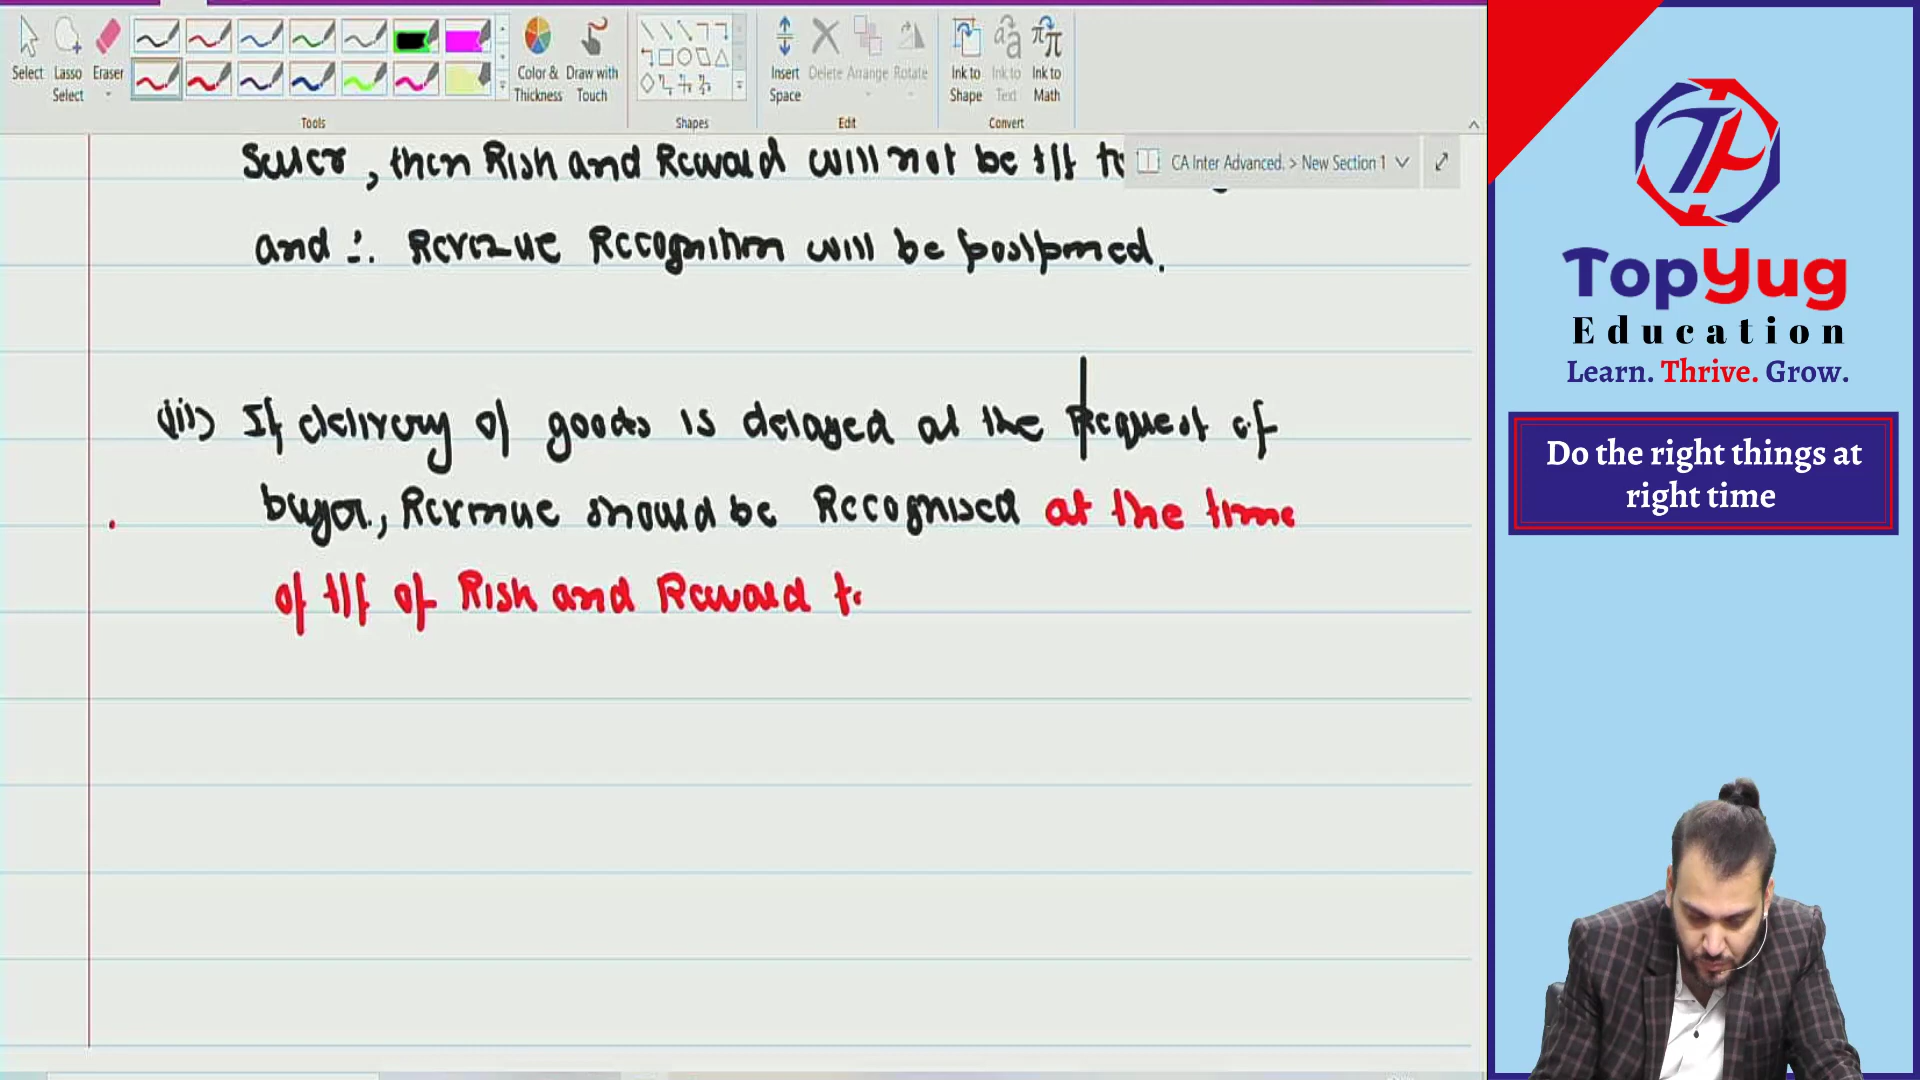 Select
Lasso Select
Eraser
Color & Thickness
Draw with Touch
Insert Space
Delete
Arrange
Rotate
Ink to Shape
Ink to Text
Ink to Math
Tools
Shapes
Edit
Convert
CA Inter Advanced. > New Section 1
Seller, then Risk and Reward will not be t/f to
and ∴ Revenue Recognition will be postponed.
(iii) If delivery of goods is delayed at the Request of
buyer, Revenue should be Recognised at the time
of t/f of Risk and Reward to
TopYug
Education
Learn. Thrive. Grow.
Do the right things at
right time